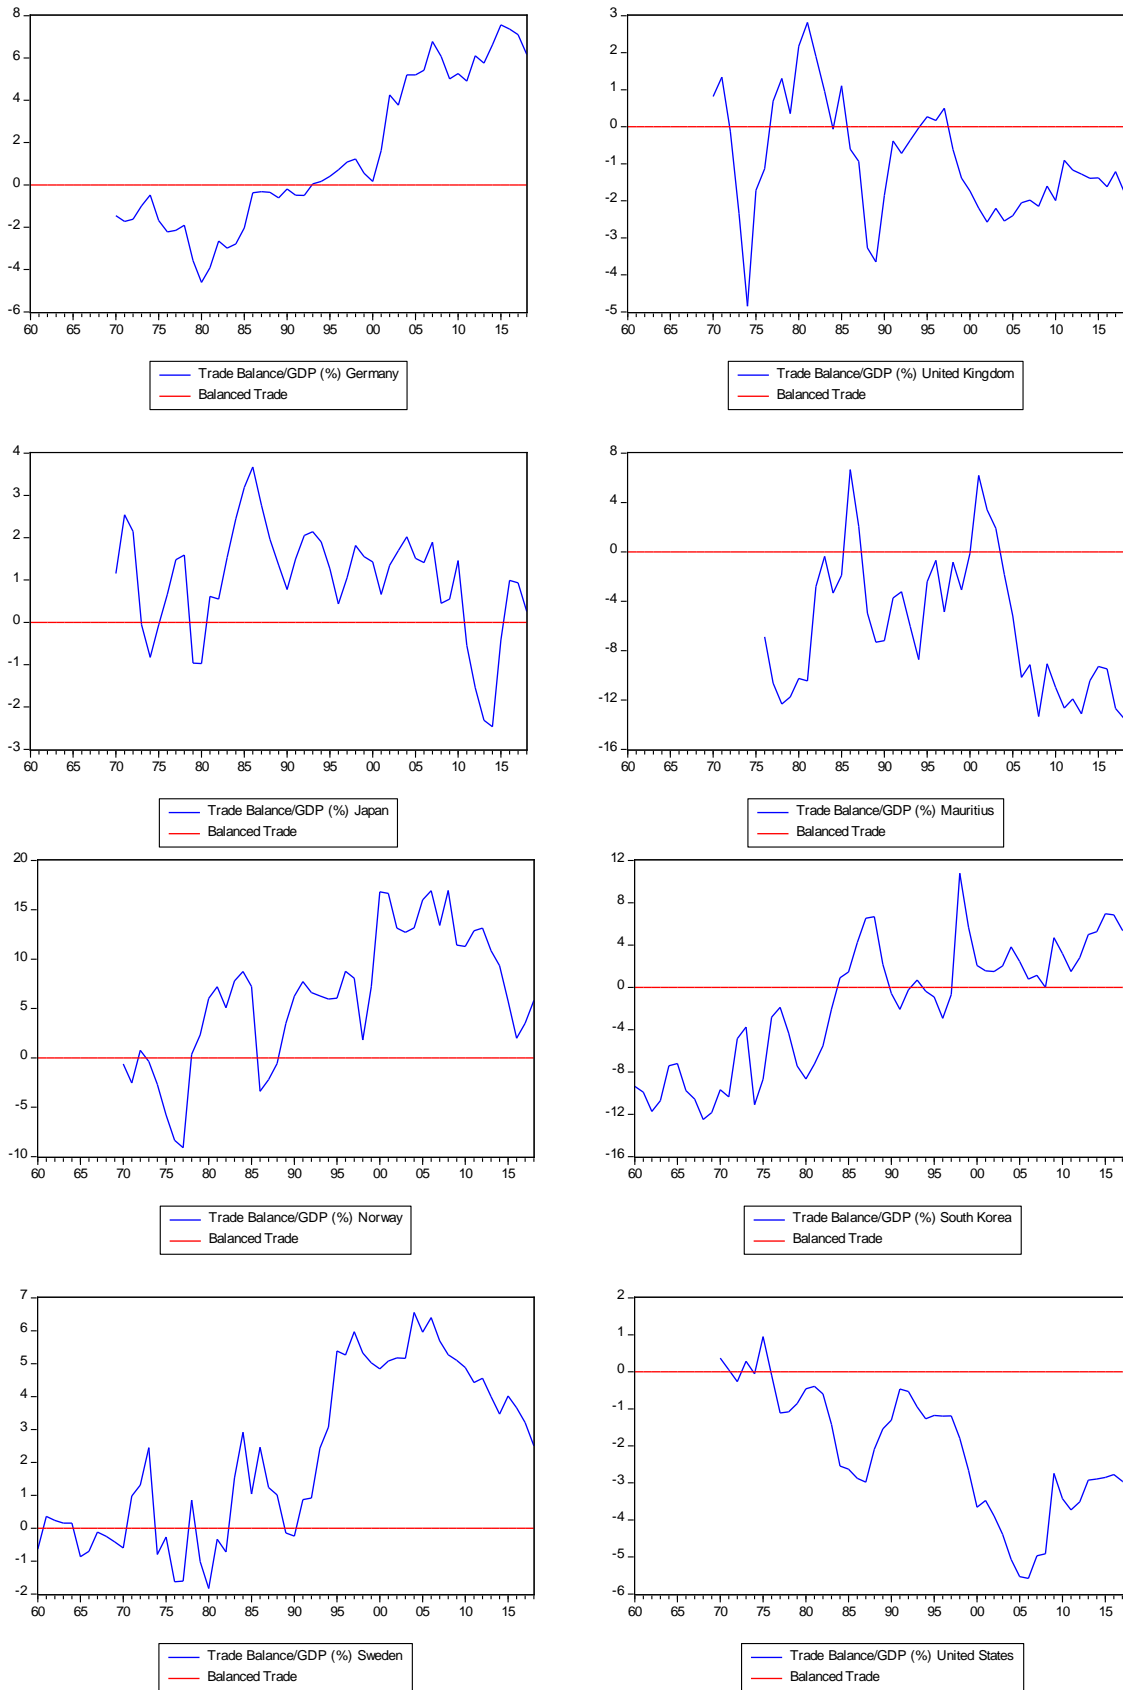 8
6
4
2
0
-2
-4
-6
60 65 70 75 80 85 90 95 00 05 10 15
Trade Balance/GDP (%) Germany
Balanced Trade
3
2
1
0
-1
-2
-3
-4
-5
60 65 70 75 80 85 90 95 00 05 10 15
Trade Balance/GDP (%) United Kingdom
Balanced Trade
4
3
2
1
0
-1
-2
-3
60 65 70 75 80 85 90 95 00 05 10 15
Trade Balance/GDP (%) Japan
Balanced Trade
8
4
0
-4
-8
-12
-16
60 65 70 75 80 85 90 95 00 05 10 15
Trade Balance/GDP (%) Mauritius
Balanced Trade
20
15
10
5
0
-5
-10
60 65 70 75 80 85 90 95 00 05 10 15
Trade Balance/GDP (%) Norway
Balanced Trade
12
8
4
0
-4
-8
-12
-16
60 65 70 75 80 85 90 95 00 05 10 15
Trade Balance/GDP (%) South Korea
Balanced Trade
7
6
5
4
3
2
1
0
-1
-2
60 65 70 75 80 85 90 95 00 05 10 15
Trade Balance/GDP (%) Sweden
Balanced Trade
2
1
0
-1
-2
-3
-4
-5
-6
60 65 70 75 80 85 90 95 00 05 10 15
Trade Balance/GDP (%) United States
Balanced Trade